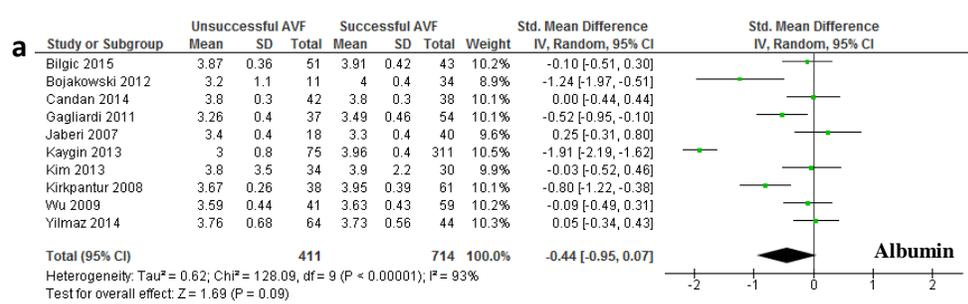 a
Unsuccessful AVF Successful AVF Std. Mean Difference Std. Mean Difference
Study or Subgroup Mean SD Total Mean SD Total Weight IV, Random, 95% CI IV, Random, 95% CI
Bilgic 2015 3.87 0.36 51 3.91 0.42 43 10.2% -0.10 [-0.51, 0.30]
Bojakowski 2012 3.2 1.1 11 4 0.4 34 8.9% -1.24 [-1.97, -0.51]
Candan 2014 3.8 0.3 42 3.8 0.3 38 10.1% 0.00 [-0.44, 0.44]
Gagliardi 2011 3.26 0.4 37 3.49 0.46 54 10.2% -0.52 [-0.95, -0.10]
Jaberi 2007 3.4 0.4 18 3.3 0.4 40 9.6% 0.25 [-0.31, 0.80]
Kaygin 2013 3 0.8 75 3.96 0.4 311 10.5% -1.91 [-2.19, -1.62]
Kim 2013 3.8 3.5 34 3.9 2.2 30 9.9% -0.03 [-0.52, 0.46]
Kirkpantur 2008 3.67 0.26 38 3.95 0.39 61 10.1% -0.80 [-1.22, -0.38]
Wu 2009 3.59 0.44 41 3.63 0.43 59 10.2% -0.09 [-0.49, 0.31]
Yilmaz 2014 3.76 0.68 64 3.73 0.56 44 10.3% 0.05 [-0.34, 0.43]
Total (95% CI) 411 714 100.0% -0.44 [-0.95, 0.07] Albumin
Heterogeneity: Tau² = 0.62; Chi² = 128.09, df = 9 (P < 0.00001); I² = 93%
Test for overall effect: Z = 1.69 (P = 0.09)
-2 -1 0 1 2